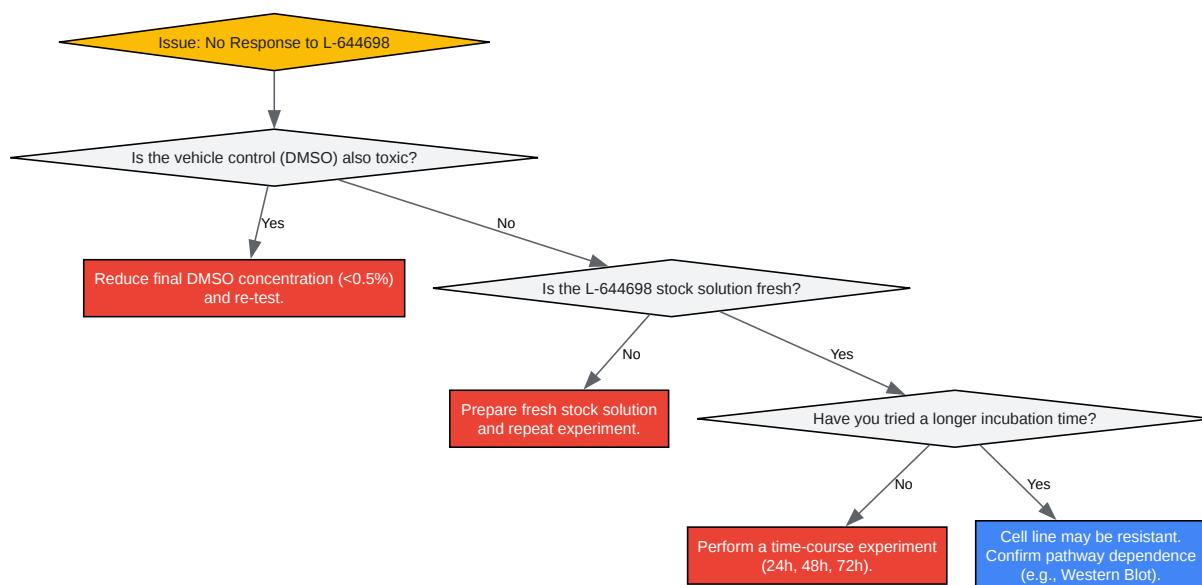 Issue: No Response to L-644698
Is the vehicle control (DMSO) also toxic?
Yes
No
Reduce final DMSO concentration (<0.5%)
and re-test.
Is the L-644698 stock solution fresh?
No
Yes
Prepare fresh stock solution
and repeat experiment.
Have you tried a longer incubation time?
No
Yes
Perform a time-course experiment
(24h, 48h, 72h).
Cell line may be resistant.
Confirm pathway dependence
(e.g., Western Blot).